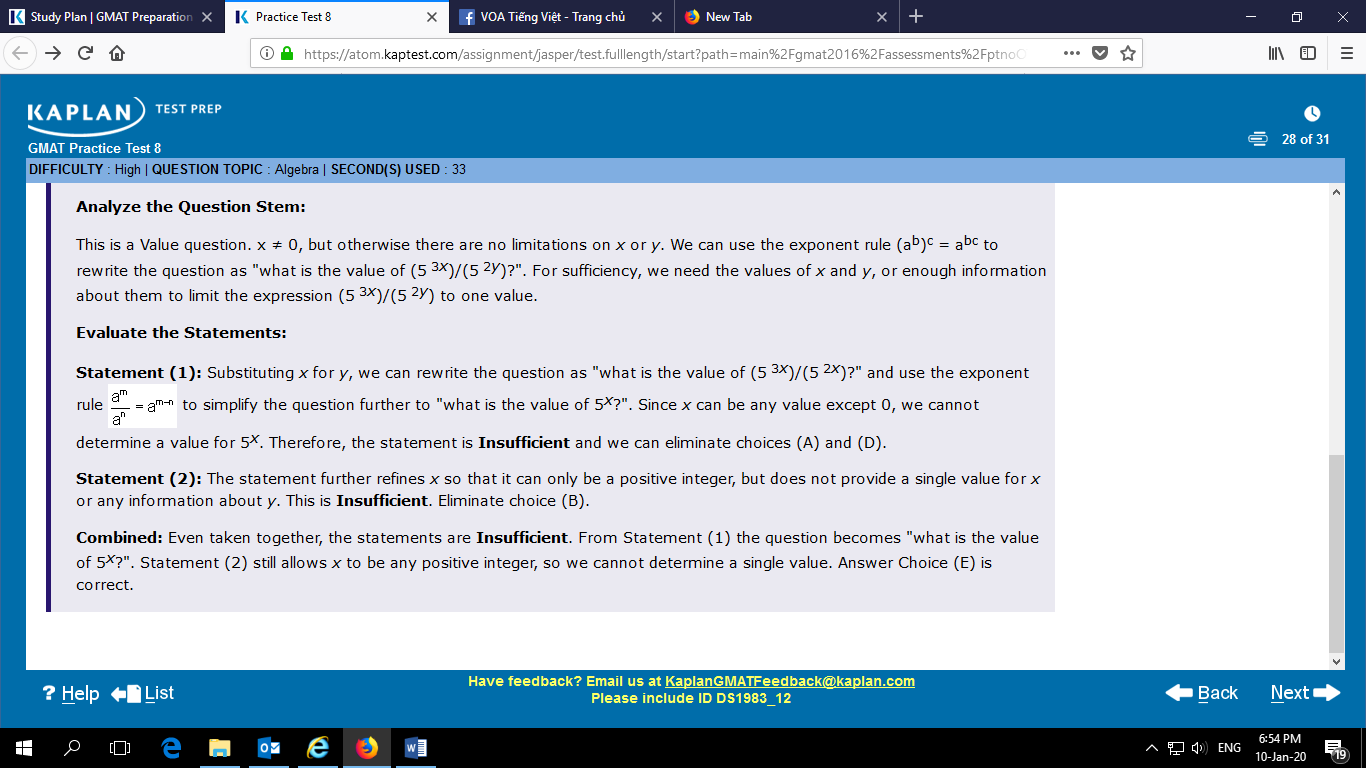 Study Plan | GMAT Preparation
Practice Test 8
VOA Tiếng Việt - Trang chủ
New Tab
https://atom.kaptest.com/assignment/jasper/test.fulllength/start?path=main%2Fgmat2016%2Fassessments%2Fptno
KAPLAN TEST PREP
GMAT Practice Test 8
28 of 31
DIFFICULTY : High | QUESTION TOPIC : Algebra | SECOND(S) USED : 33
Analyze the Question Stem:
This is a Value question. x ≠ 0, but otherwise there are no limitations on x or y. We can use the exponent rule (a^b)^c = a^bc to
rewrite the question as "what is the value of (5 ^3x)/(5 ^2y)?". For sufficiency, we need the values of x and y, or enough information
about them to limit the expression (5 ^3x)/(5 ^2y) to one value.
Evaluate the Statements:
Statement (1): Substituting x for y, we can rewrite the question as "what is the value of (5 ^3x)/(5 ^2x)?" and use the exponent
rule a^m/a^n = a^m−n to simplify the question further to "what is the value of 5^x?". Since x can be any value except 0, we cannot
determine a value for 5^x. Therefore, the statement is Insufficient and we can eliminate choices (A) and (D).
Statement (2): The statement further refines x so that it can only be a positive integer, but does not provide a single value for x
or any information about y. This is Insufficient. Eliminate choice (B).
Combined: Even taken together, the statements are Insufficient. From Statement (1) the question becomes "what is the value
of 5^x?". Statement (2) still allows x to be any positive integer, so we cannot determine a single value. Answer Choice (E) is
correct.
? Help
List
Have feedback? Email us at KaplanGMATFeedback@kaplan.com
Please include ID DS1983_12
Back
Next
ENG
6:54 PM
10-Jan-20
19